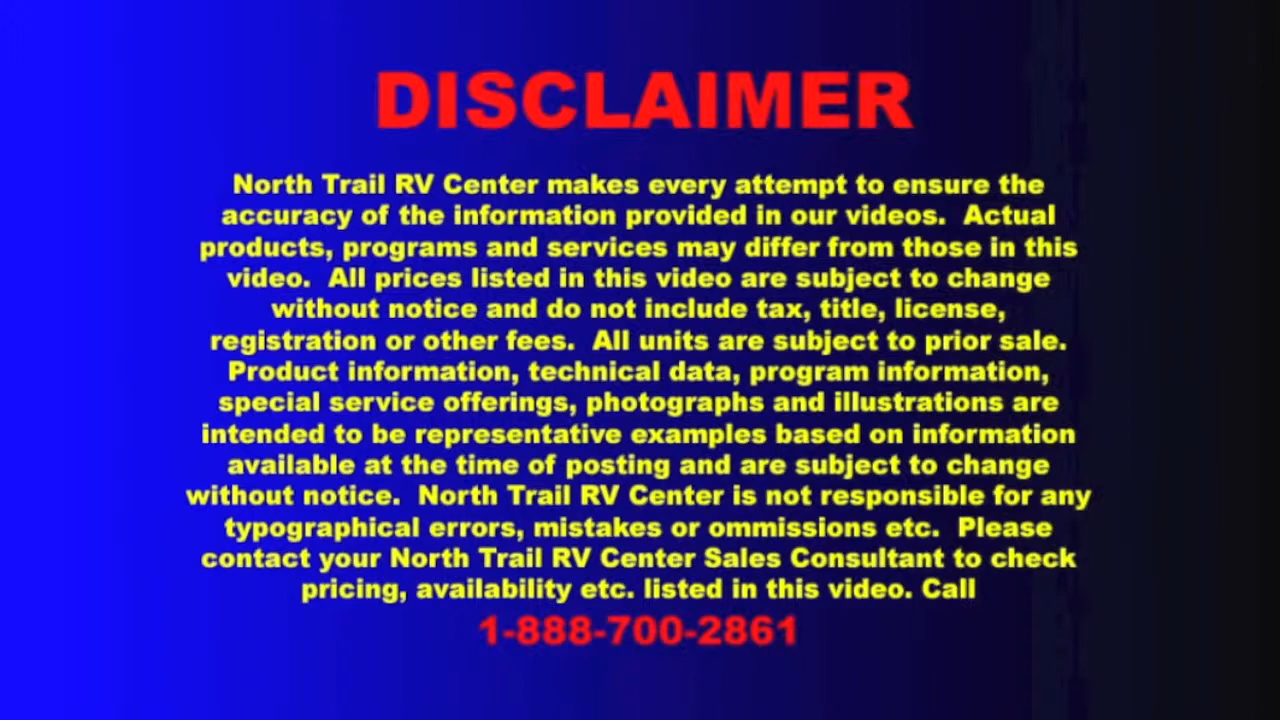 DISCLAIMER
North Trail RV Center makes every attempt to ensure the
accuracy of the information provided in our videos.  Actual
products, programs and services may differ from those in this
video.  All prices listed in this video are subject to change
without notice and do not include tax, title, license,
registration or other fees.  All units are subject to prior sale.
Product information, technical data, program information,
special service offerings, photographs and illustrations are
intended to be representative examples based on information
available at the time of posting and are subject to change
without notice.  North Trail RV Center is not responsible for any
typographical errors, mistakes or ommissions etc.  Please
contact your North Trail RV Center Sales Consultant to check
pricing, availability etc. listed in this video. Call
1-888-700-2861